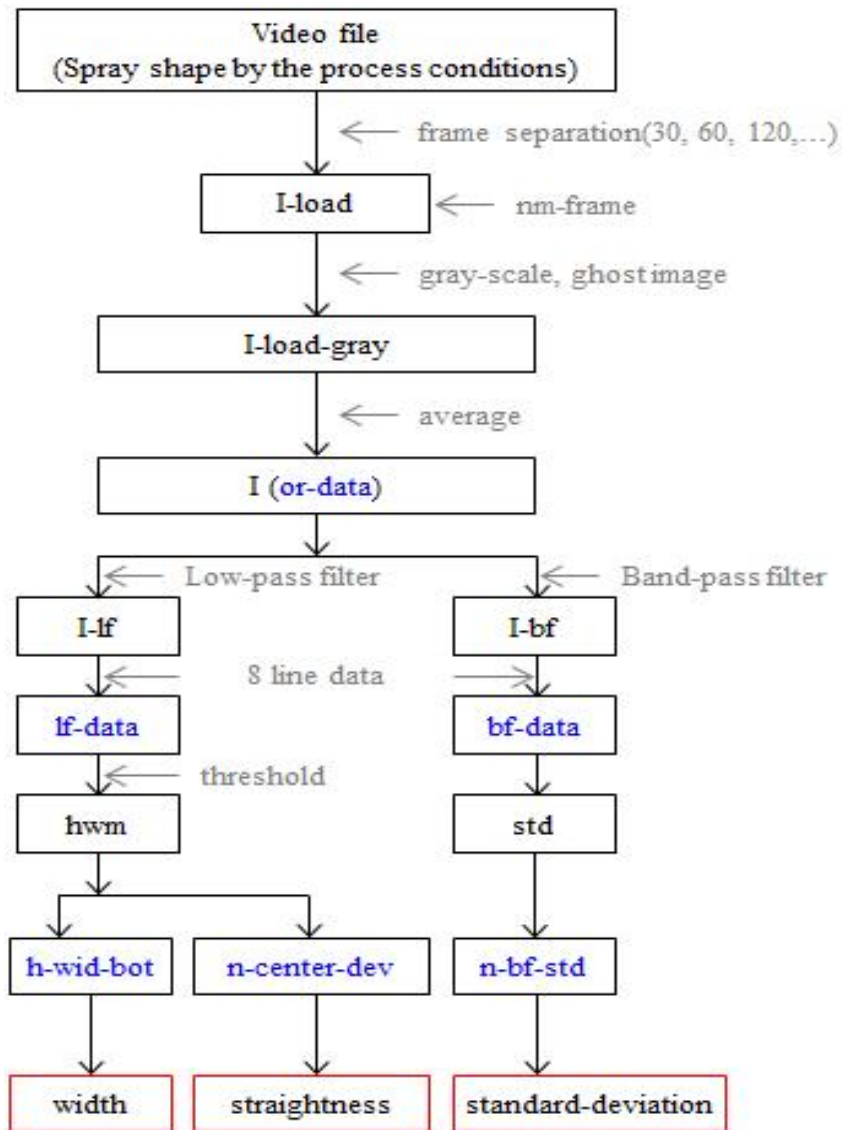 Video file
(Spray shape by the process conditions)
frame separation(30, 60, 120,...)
I-load
nm-frame
gray-scale, ghost image
I-load-gray
average
I (or-data)
Low-pass filter
Band-pass filter
I-lf
I-bf
8 line data
lf-data
bf-data
threshold
hwm
std
h-wid-bot
n-center-dev
n-bf-std
width
straightness
standard-deviation